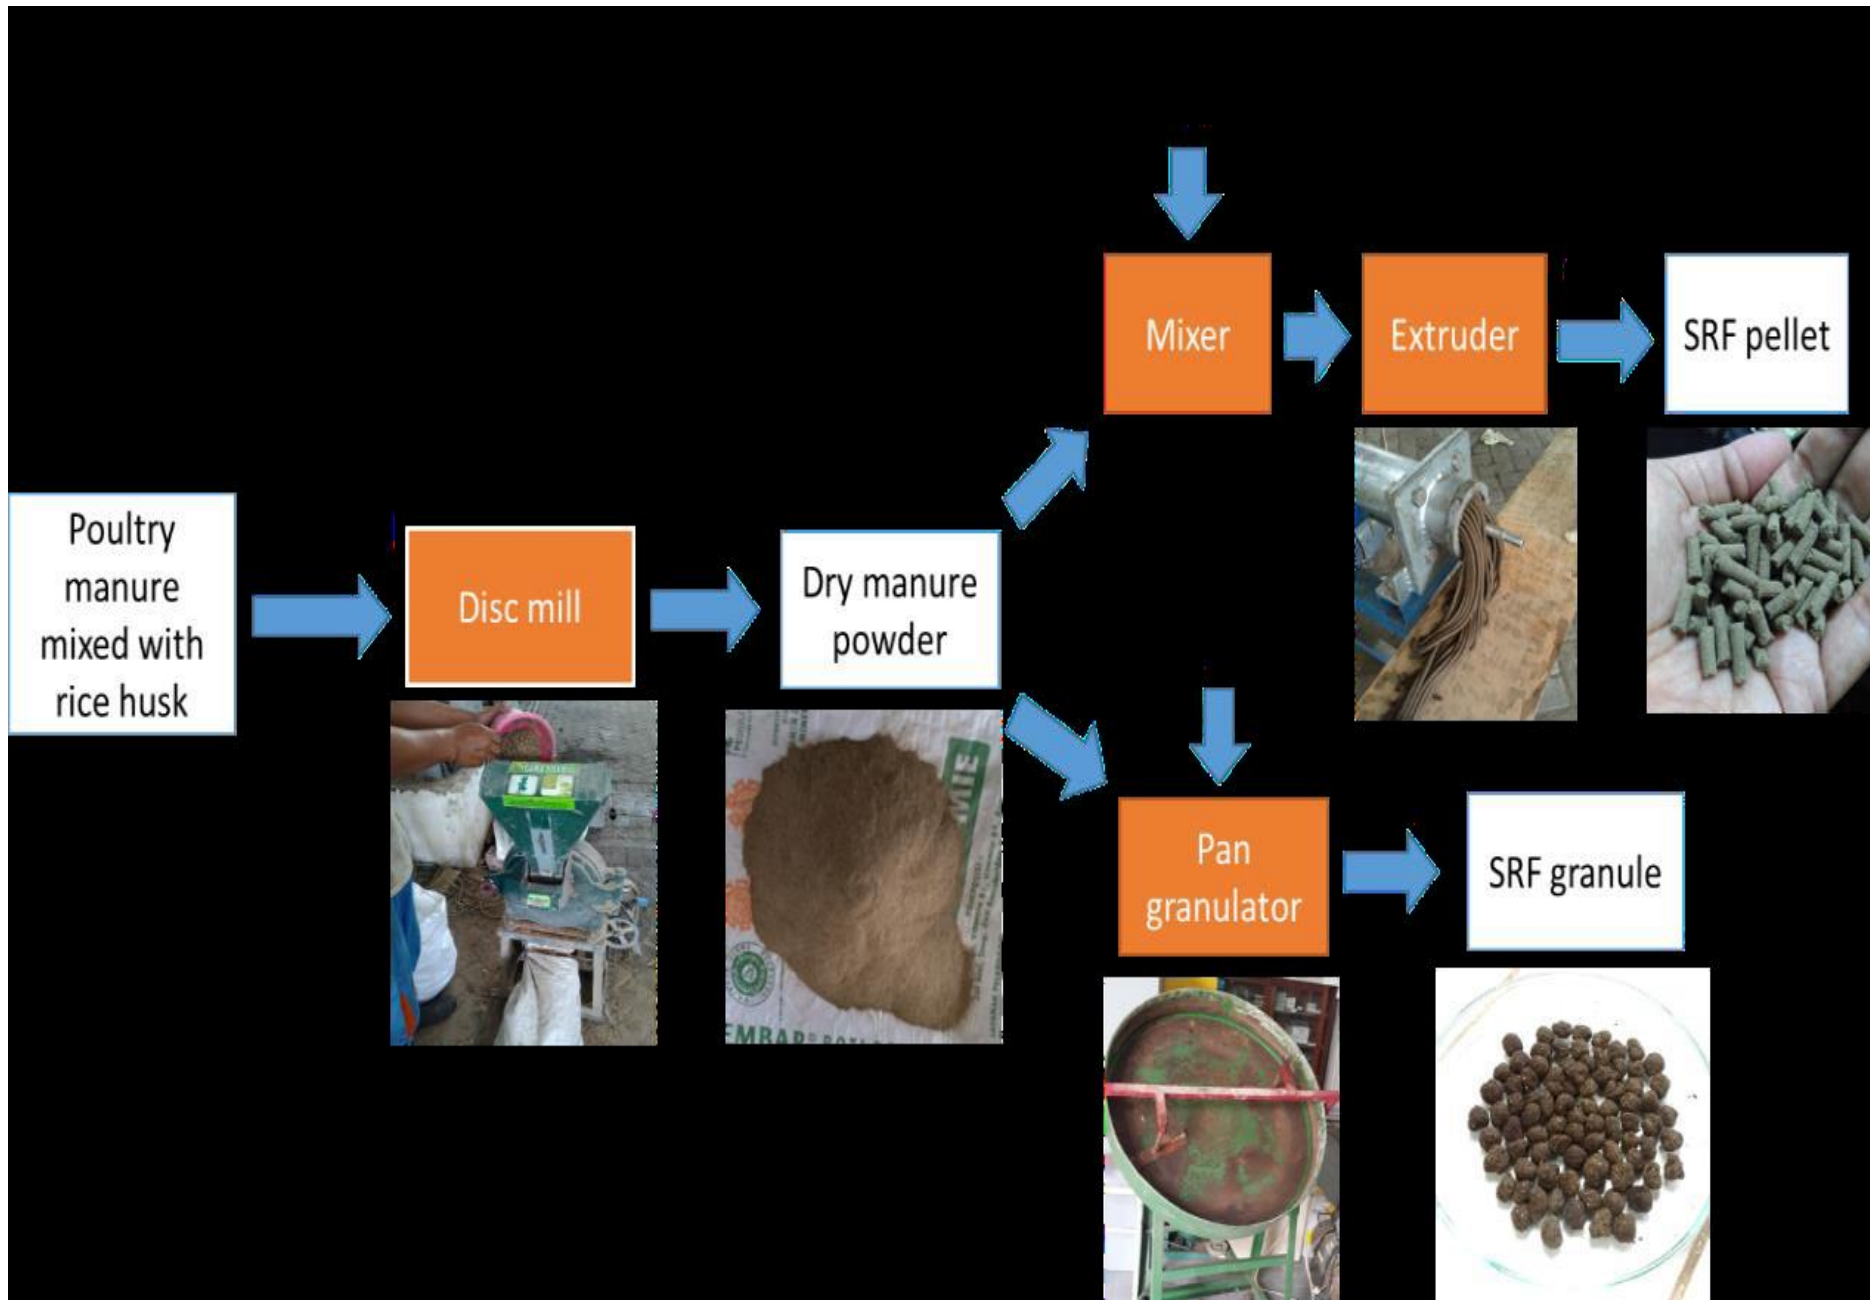 Poultry
manure
mixed with
rice husk
Disc mill
Dry manure
powder
Mixer
Extruder
SRF pellet
Pan
granulator
SRF granule